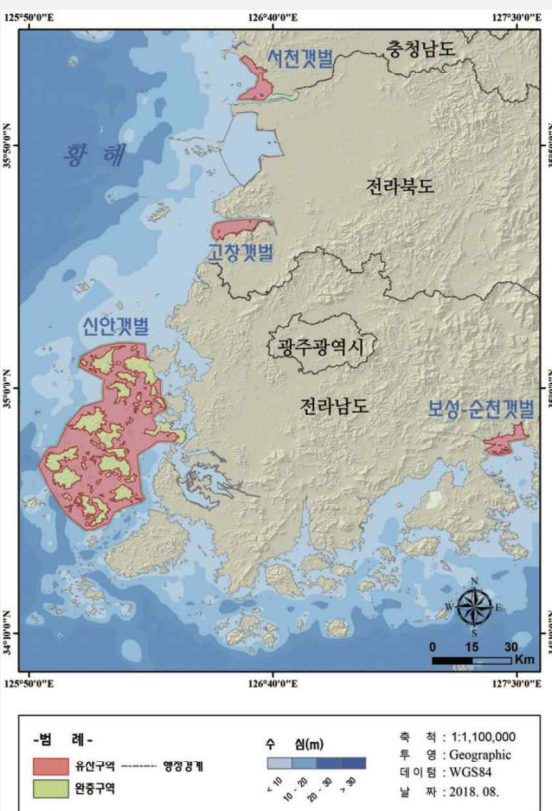 125°50'0"E 126°40'0"E 127°30'0"E
충청남도
서천갯벌
35°50'0"N
황 해
전라북도
고창갯벌
신안갯벌
광주광역시
35°0'0"N
전라남도
보성-순천갯벌
N
W E
S
34°10'0"N
0 15 30
Km
125°50'0"E 126°40'0"E 127°30'0"E
-범 례-
유산구역 행정경계
완충구역
수 심(m)
< 10 10 - 20 20 - 30 > 30
축 척 : 1:1,100,000
투 영 : Geographic
데이텀 : WGS84
날 짜 : 2018. 08.